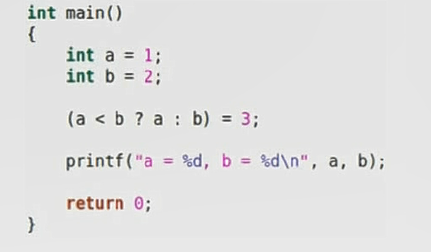 int main()
{
    int a = 1;
    int b = 2;

    (a < b ? a : b) = 3;

    printf("a = %d, b = %d\n", a, b);

    return 0;
}